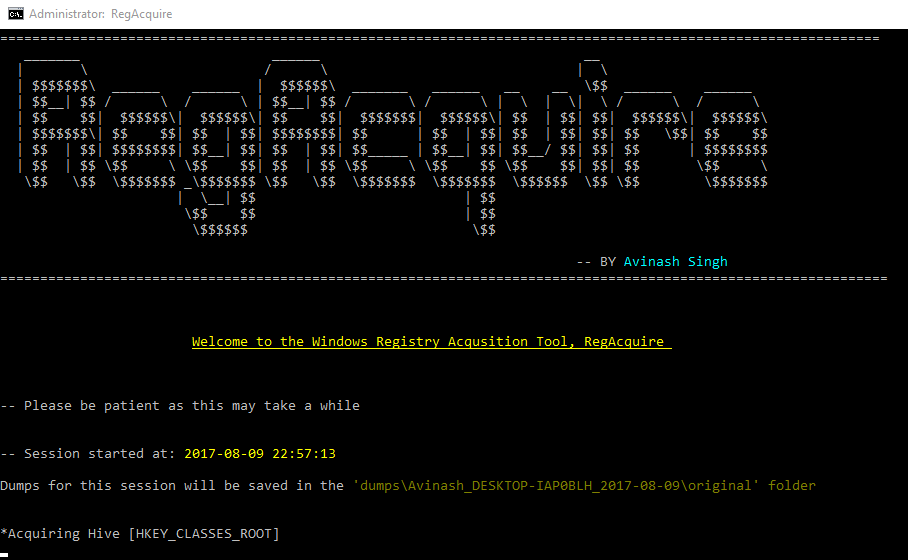 Administrator: RegAcquire
RegAcquire
-- BY Avinash Singh
Welcome to the Windows Registry Acqusition Tool, RegAcquire
-- Please be patient as this may take a while
-- Session started at: 2017-08-09 22:57:13
Dumps for this session will be saved in the 'dumps\Avinash_DESKTOP-IAP0BLH_2017-08-09\original' folder
*Acquiring Hive [HKEY_CLASSES_ROOT]